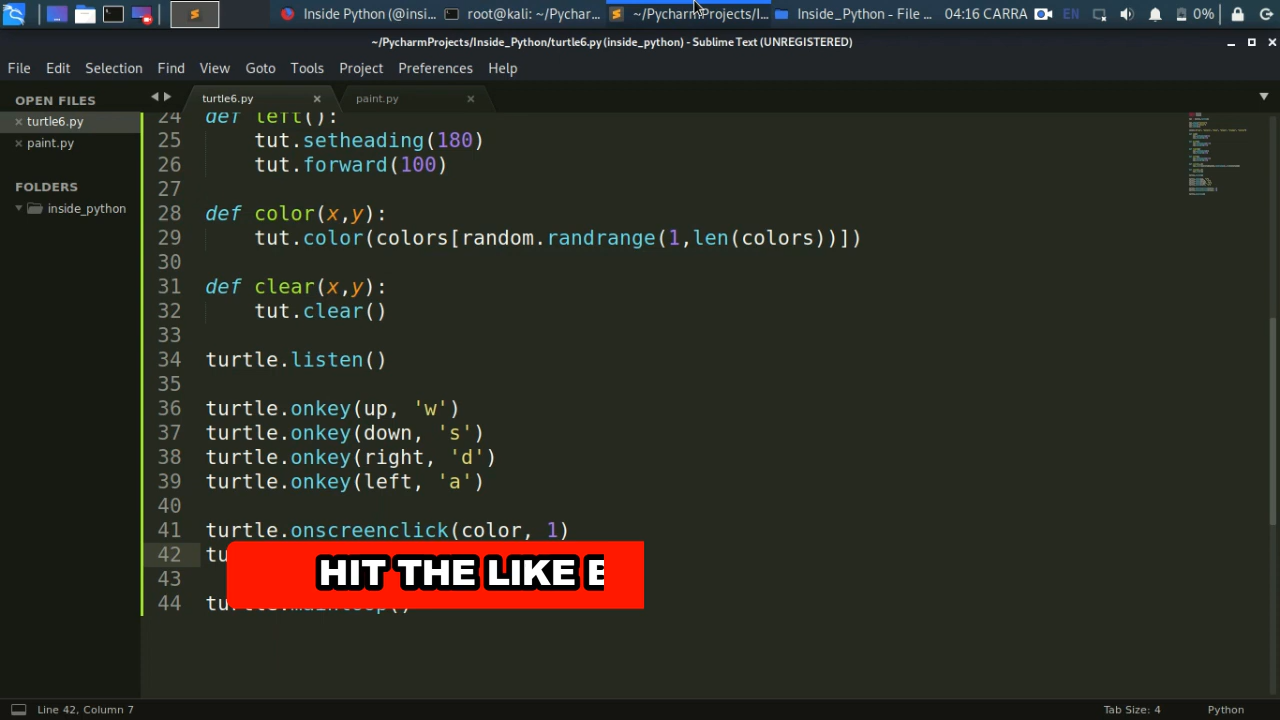 Inside Python (@insi...
root@kali: ~/Pychar...
~/PycharmProjects/I...
Inside_Python - File ...
04:16 CARRA
EN
0%
~/PycharmProjects/Inside_Python/turtle6.py (inside_python) - Sublime Text (UNREGISTERED)
File Edit Selection Find View Goto Tools Project Preferences Help
OPEN FILES
turtle6.py
paint.py
FOLDERS
inside_python
turtle6.py
paint.py
24 def left():
25 tut.setheading(180)
26 tut.forward(100)
27
28 def color(x,y):
29 tut.color(colors[random.randrange(1,len(colors))])
30
31 def clear(x,y):
32 tut.clear()
33
34 turtle.listen()
35
36 turtle.onkey(up, 'w')
37 turtle.onkey(down, 's')
38 turtle.onkey(right, 'd')
39 turtle.onkey(left, 'a')
40
41 turtle.onscreenclick(color, 1)
42 tu
43
44 turtle.mainloop()
HIT THE LIKE
Line 42, Column 7
Tab Size: 4
Python